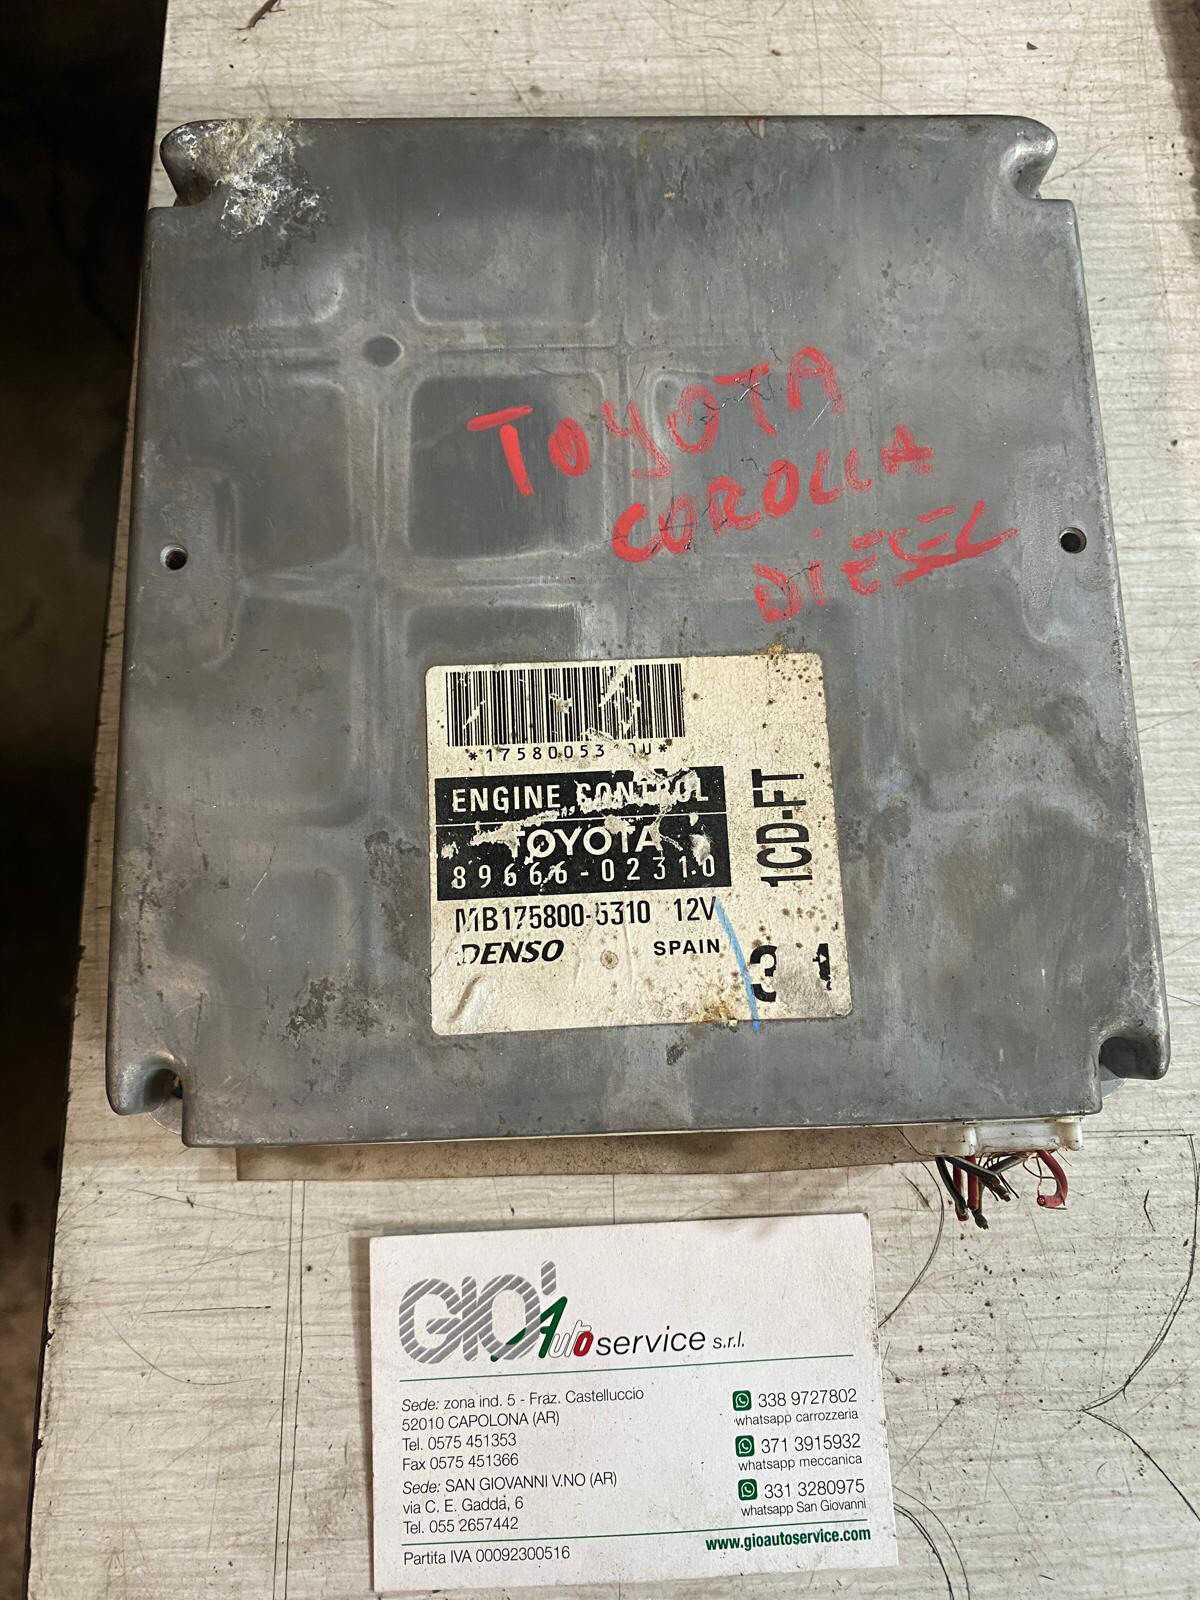 TOYOTA
COROLLA
DIESEL
ENGINE CONTROL
TOYOTA
89666-02310
MB175800-5310 12V
DENSO SPAIN
1CD-FT
GIO' Autoservice s.r.l.
Sede: zona ind. 5 - Fraz. Castelluccio
52010 CAPOLONA (AR)
Tel. 0575 451353
Fax 0575 451366
Sede: SAN GIOVANNI V.NO (AR)
via C. E. Gadda, 6
Tel. 055 2657442
Partita IVA 00092300516
338 9727802
whatsapp carrozzeria
371 3915932
whatsapp meccanica
331 3280975
whatsapp San Giovanni
www.gioautoservice.com